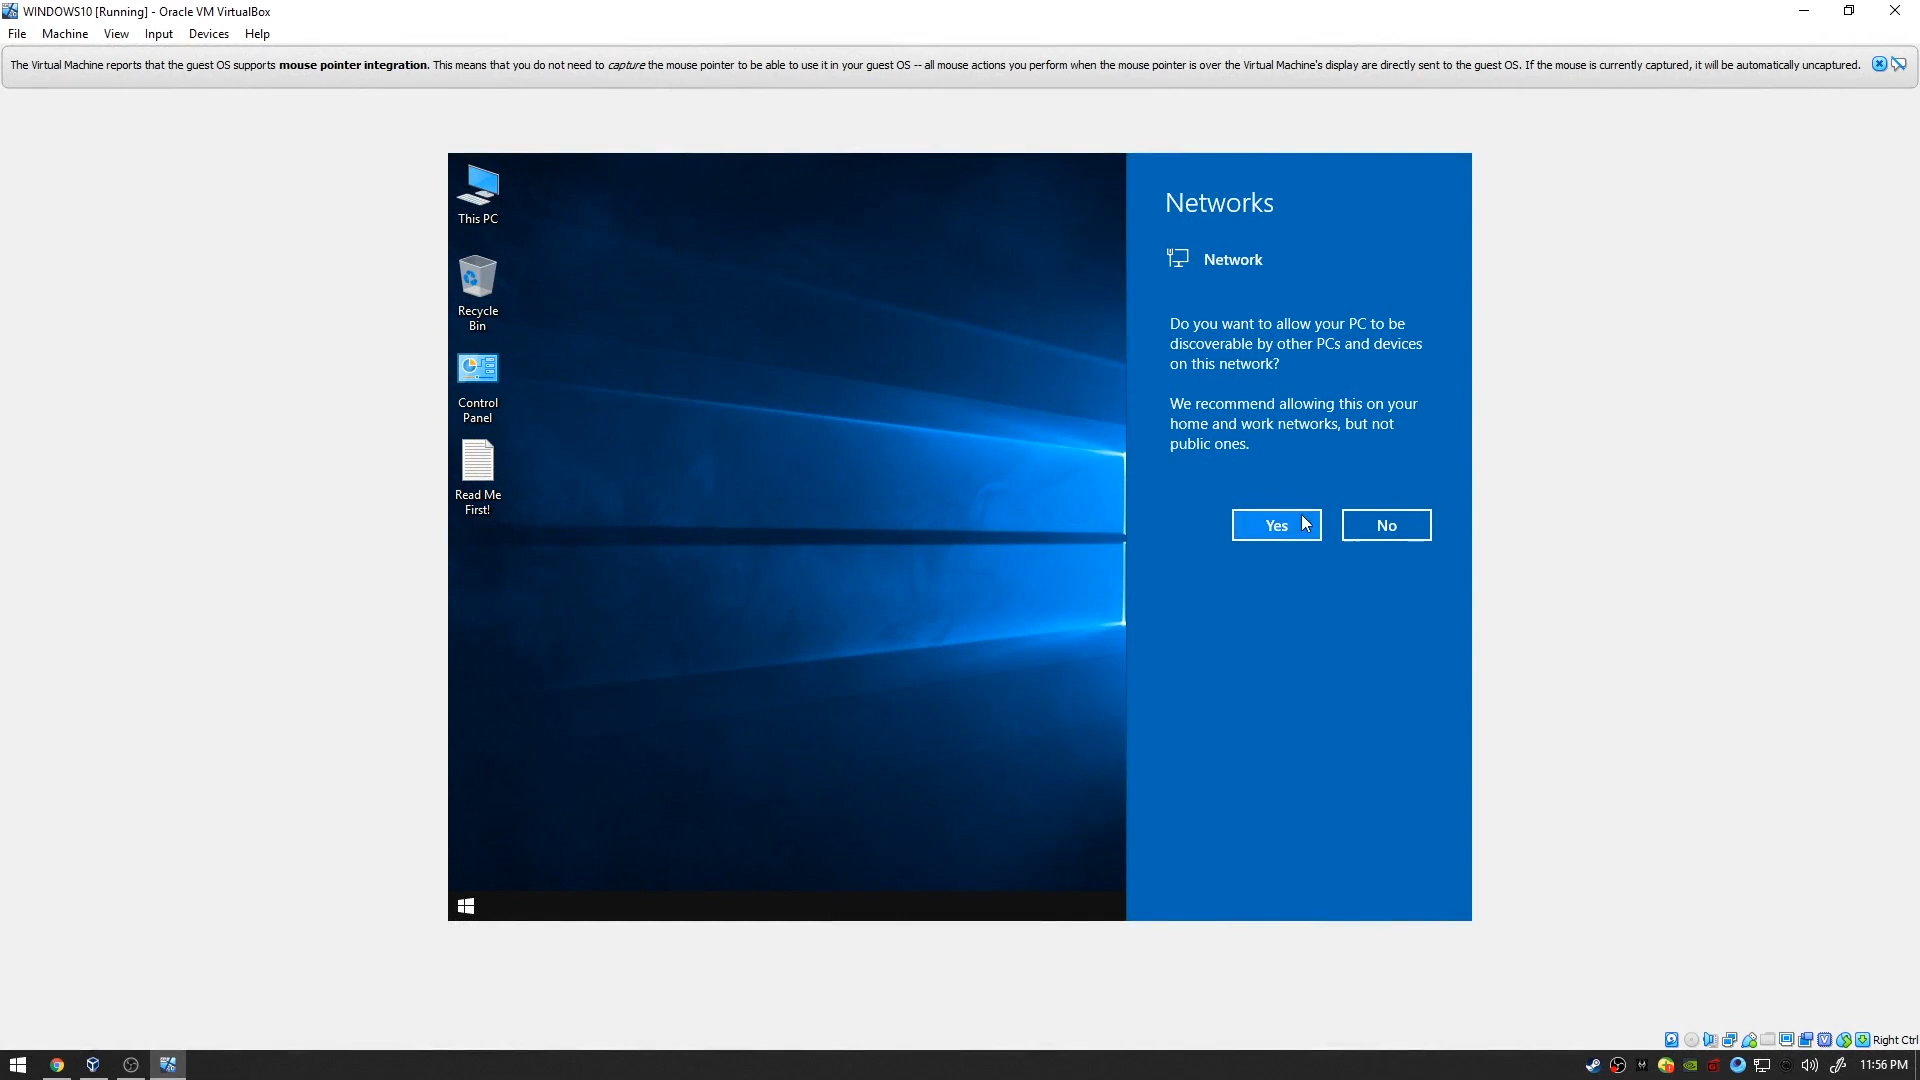 WINDOWS10 [Running] - Oracle VM VirtualBox
File Machine View Input Devices Help
The Virtual Machine reports that the guest OS supports mouse pointer integration. This means that you do not need to capture the mouse pointer to be able to use it in your guest OS -- all mouse actions you perform when the mouse pointer is over the Virtual Machine's display are directly sent to the guest OS. If the mouse is currently captured, it will be automatically uncaptured.
This PC
Recycle
Bin
Control
Panel
Read Me
First!
Networks
Network
Do you want to allow your PC to be
discoverable by other PCs and devices
on this network?
We recommend allowing this on your
home and work networks, but not
public ones.
Yes
No
Right Ctrl
11:56 PM